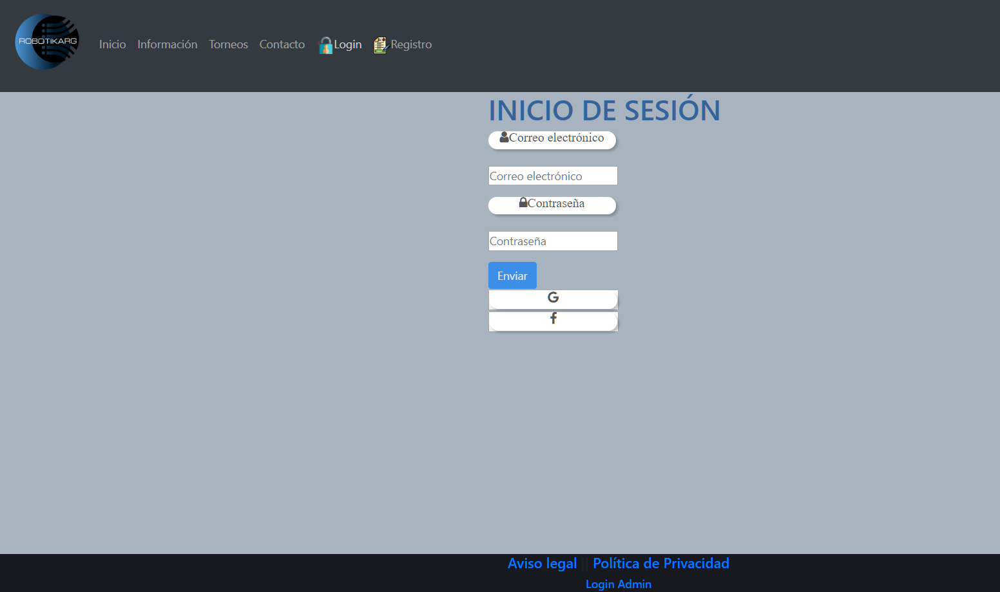 ROBOTIKARG
Inicio Información Torneos Contacto Login Registro
INICIO DE SESIÓN
Correo electrónico
Correo electrónico
Contraseña
Contraseña
Enviar
G
f
Aviso legal || Política de Privacidad
Login Admin